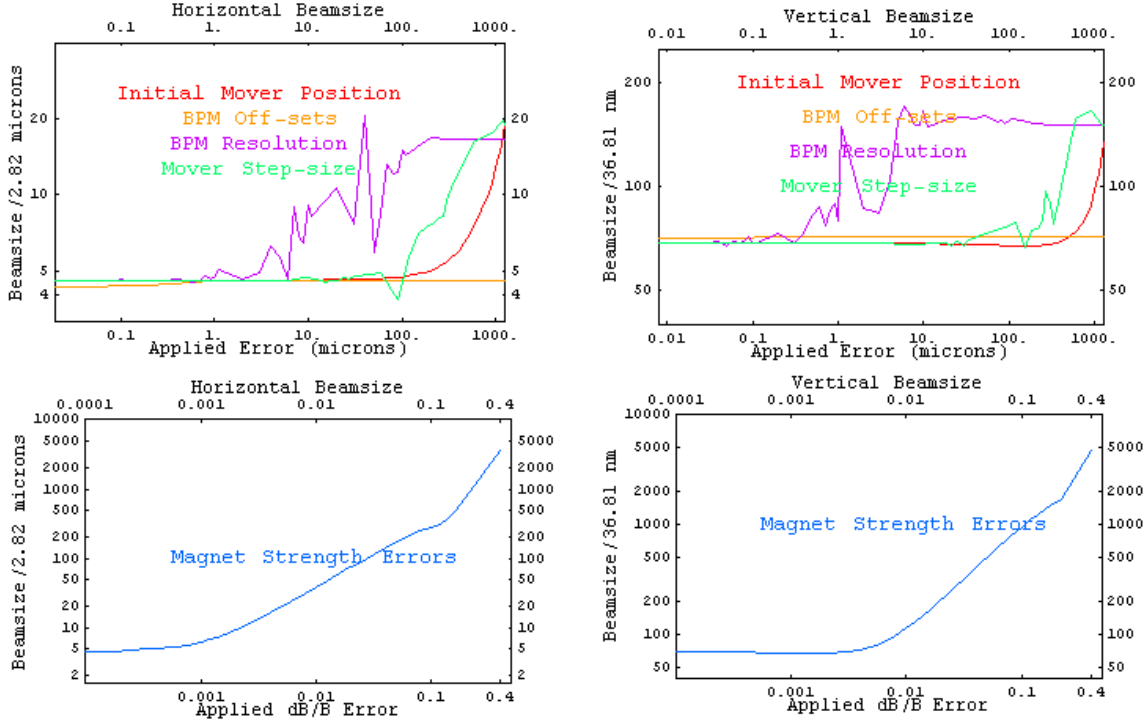 Horizontal Beamsize
0.1 1. 10. 100. 1000.
Beamsize/2.82 microns
20 20
10 10
5 5
4 4
Initial Mover Position
BPM Off-sets
BPM Resolution
Mover Step-size
0.1 1. 10. 100. 1000.
Applied Error (microns)
Vertical Beamsize
0.01 0.1 1. 10. 100. 1000.
Beamsize/36.81 nm
200 200
100 100
50 50
Initial Mover Position
BPM Off-sets
BPM Resolution
Mover Step-size
0.01 0.1 1. 10. 100. 1000.
Applied Error (microns)
Horizontal Beamsize
0.0001 0.001 0.01 0.1 0.4
Beamsize/2.82 microns
10000
5000 5000
1000 1000
500 500
200 200
100 100
50 50
20 20
10 10
5 5
2 2
Magnet Strength Errors
0.001 0.01 0.1 0.4
Applied dB/B Error
Vertical Beamsize
0.0001 0.001 0.01 0.1 0.4
Beamsize/36.81 nm
10000
5000 5000
2000 2000
1000 1000
500 500
200 200
100 100
50 50
Magnet Strength Errors
0.001 0.01 0.1 0.4
Applied dB/B Error